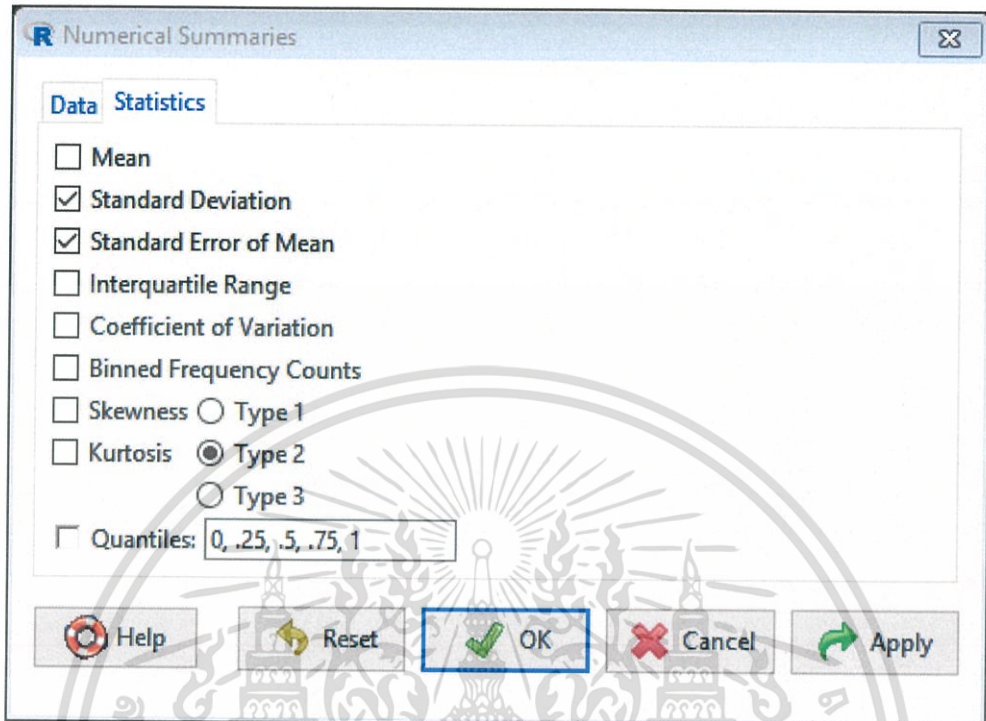 R Numerical Summaries
Data Statistics
Mean
Standard Deviation
Standard Error of Mean
Interquartile Range
Coefficient of Variation
Binned Frequency Counts
Skewness Type 1
Kurtosis Type 2
Type 3
Quantiles: 0, .25, .5, .75, 1
Help Reset OK Cancel Apply